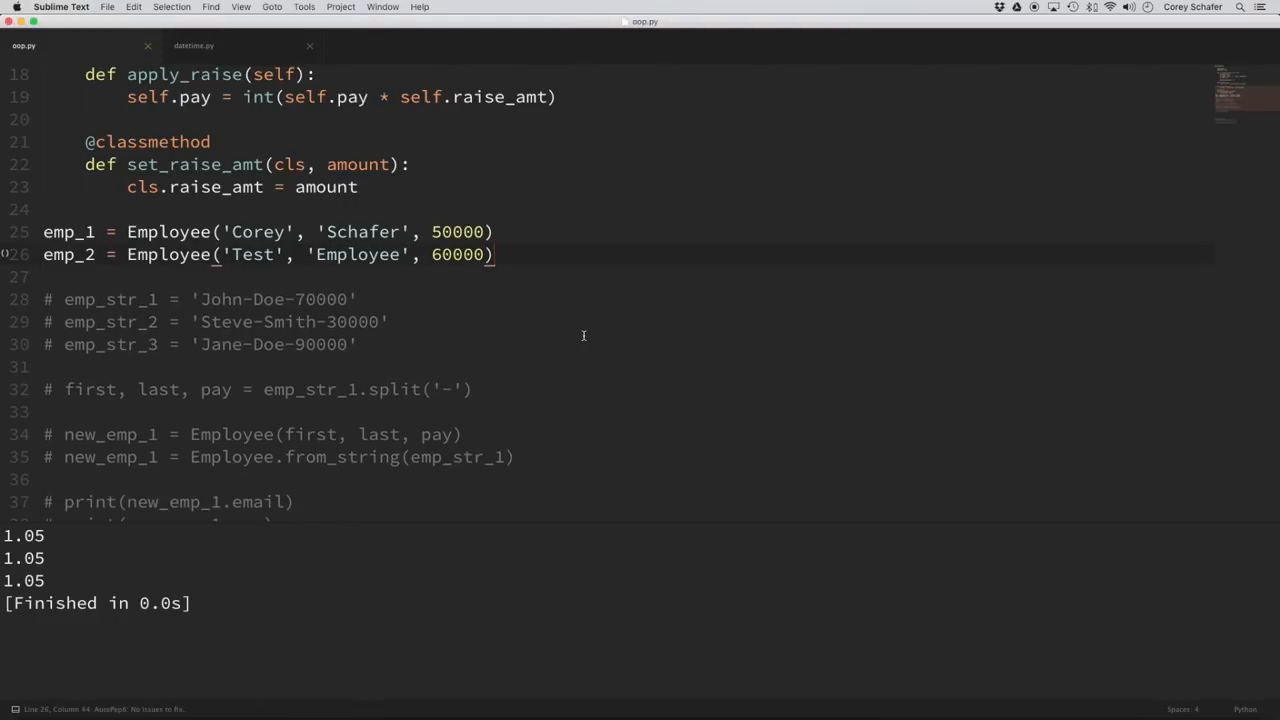 Sublime Text File Edit Selection Find View Goto Tools Project Window Help Corey Schafer
oop.py
oop.py datetime.py
18 def apply_raise(self):
19 self.pay = int(self.pay * self.raise_amt)
20
21 @classmethod
22 def set_raise_amt(cls, amount):
23 cls.raise_amt = amount
24
25 emp_1 = Employee('Corey', 'Schafer', 50000)
26 emp_2 = Employee('Test', 'Employee', 60000)
27
28 # emp_str_1 = 'John-Doe-70000'
29 # emp_str_2 = 'Steve-Smith-30000'
30 # emp_str_3 = 'Jane-Doe-90000'
31
32 # first, last, pay = emp_str_1.split('-')
33
34 # new_emp_1 = Employee(first, last, pay)
35 # new_emp_1 = Employee.from_string(emp_str_1)
36
37 # print(new_emp_1.email)
1.05
1.05
1.05
[Finished in 0.0s]
Line 26, Column 44: AutoPep8: No issues to fix. Spaces: 4 Python